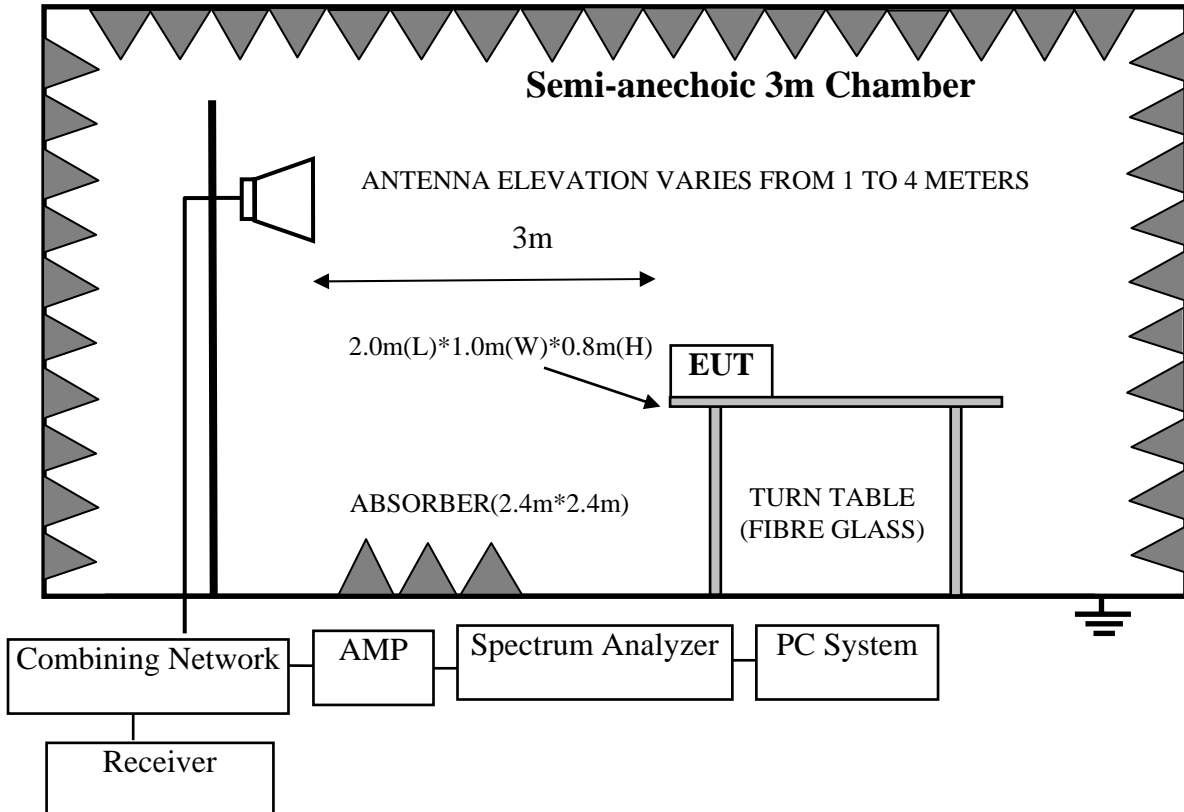 Semi-anechoic 3m Chamber
ANTENNA ELEVATION VARIES FROM 1 TO 4 METERS
3m
2.0m(L)*1.0m(W)*0.8m(H)
EUT
ABSORBER(2.4m*2.4m)
TURN TABLE
(FIBRE GLASS)
Combining Network
AMP
Spectrum Analyzer
PC System
Receiver